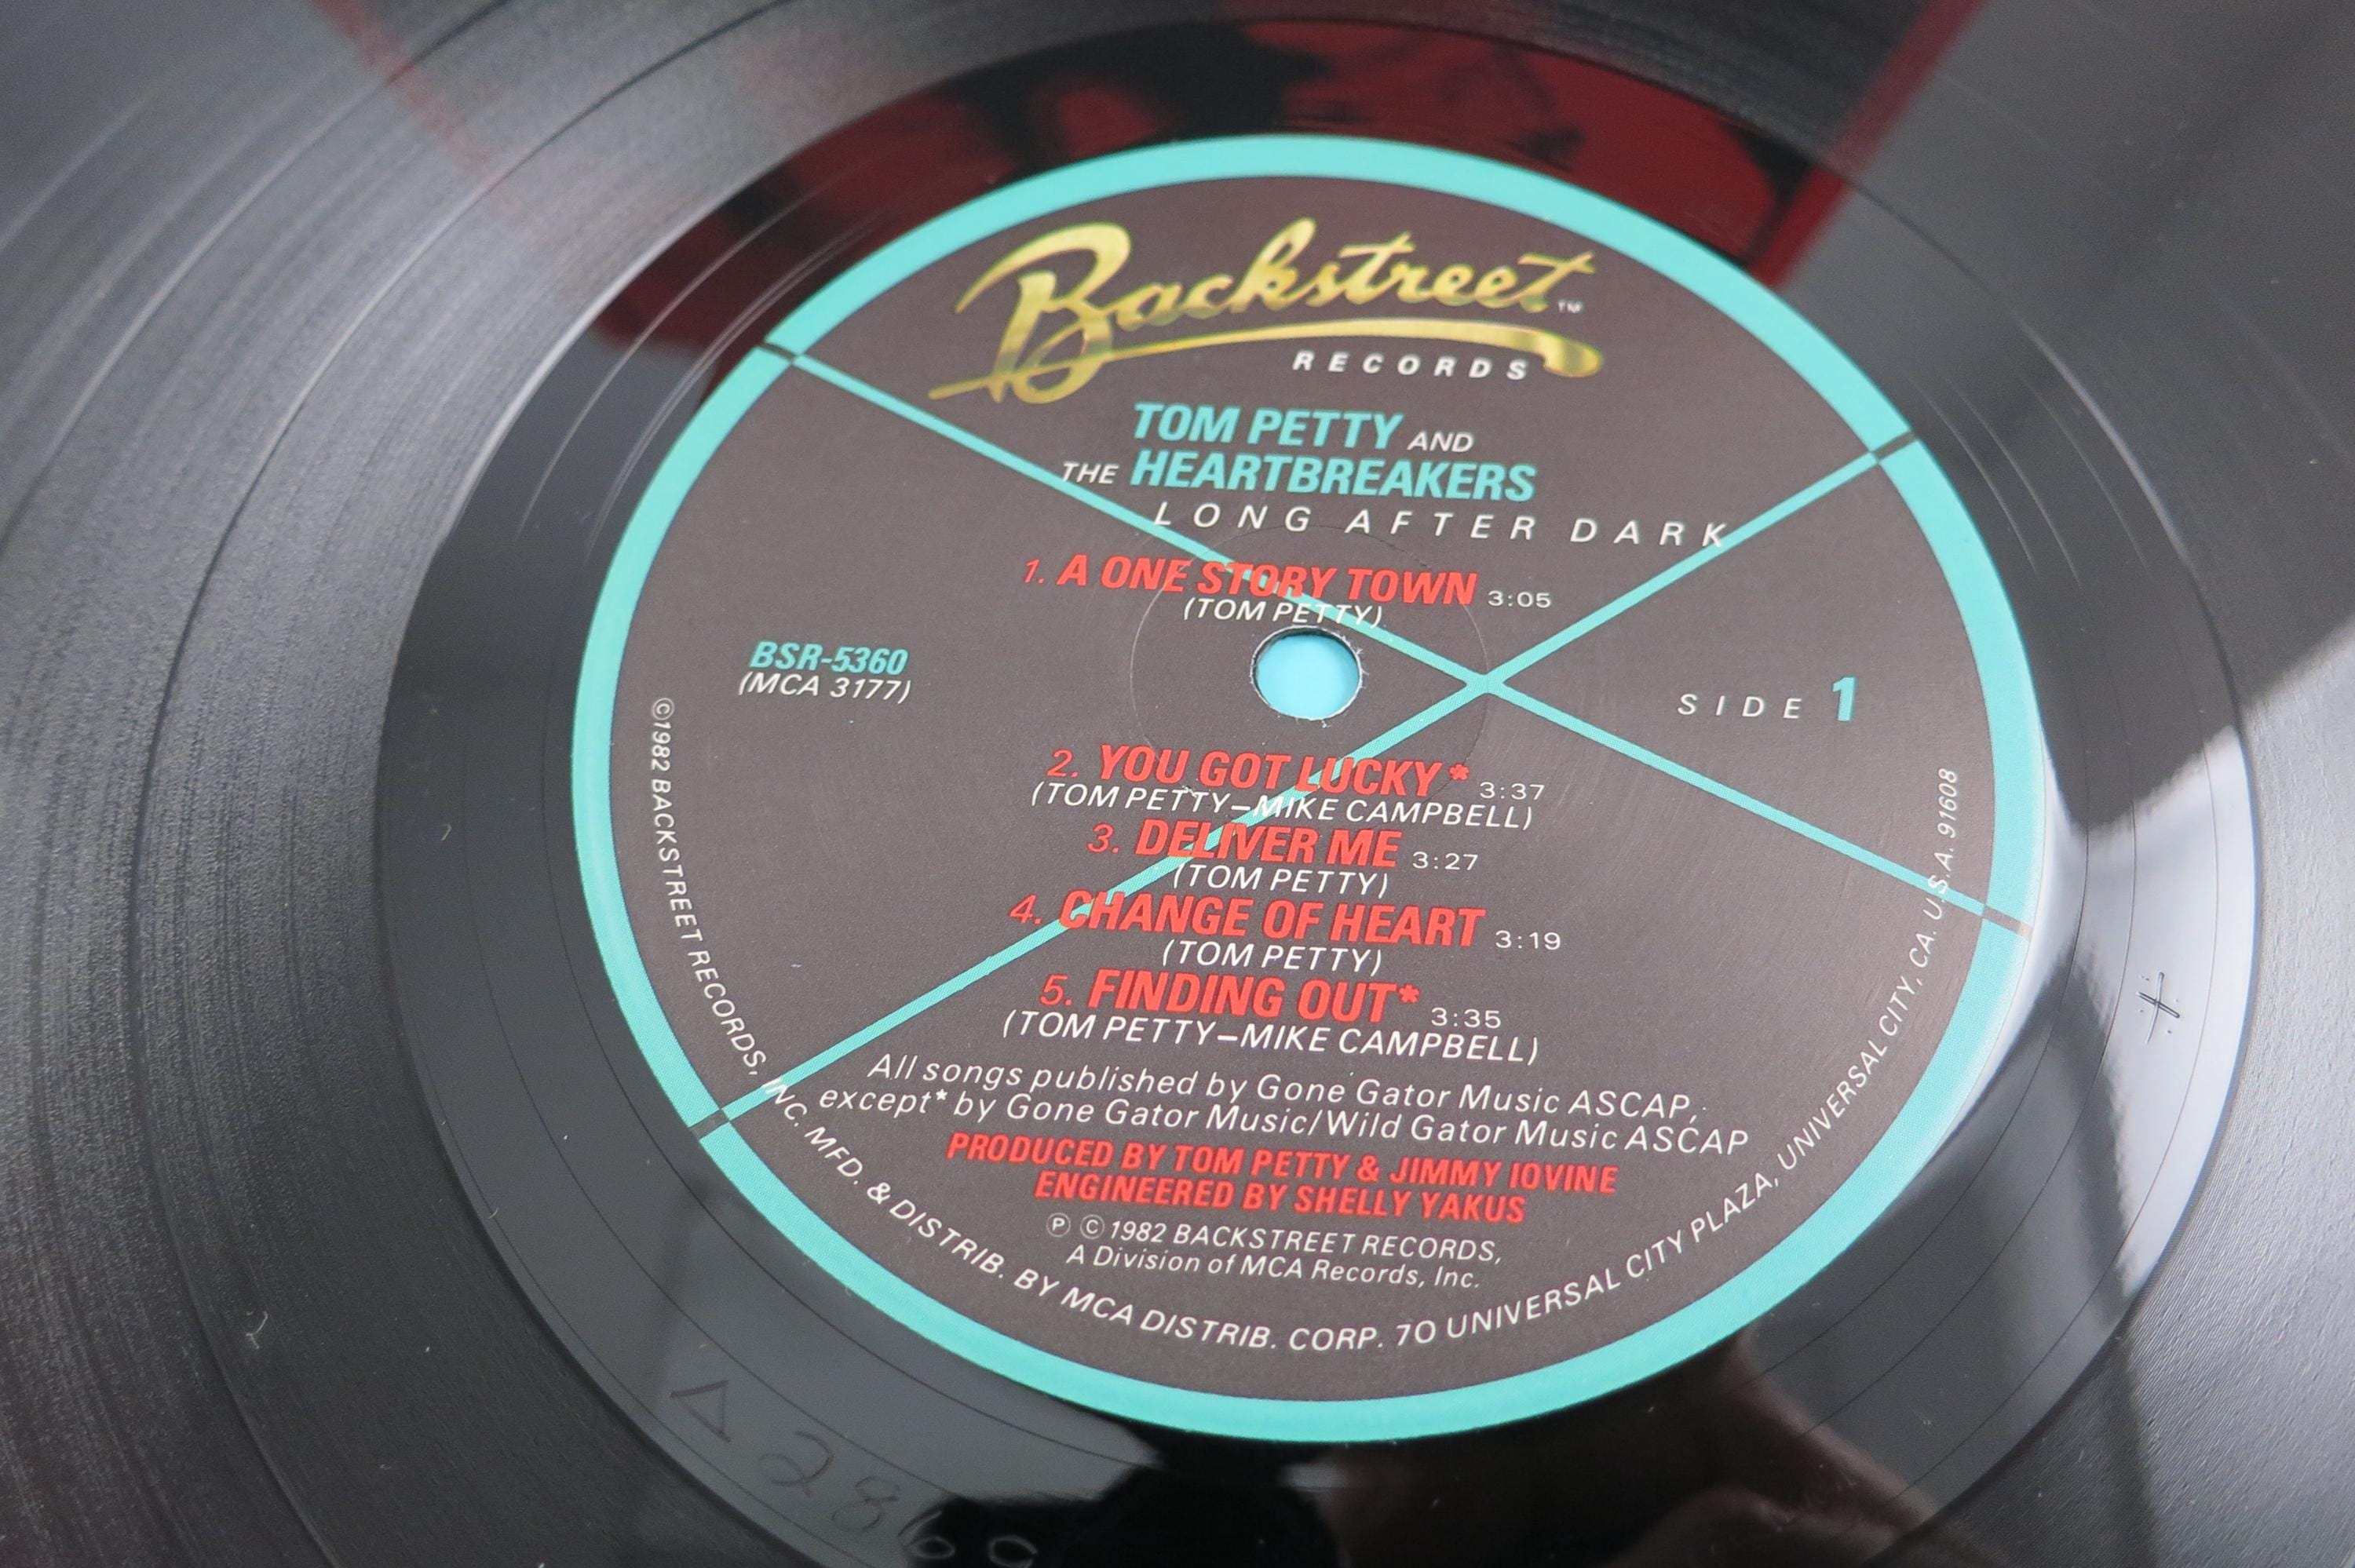 Backstreet™
RECORDS
TOM PETTY AND
THE HEARTBREAKERS
LONG AFTER DARK
1. A ONE STORY TOWN 3:05
(TOM PETTY)
BSR-5360
(MCA 3177)
SIDE 1
2. YOU GOT LUCKY* 3:37
(TOM PETTY–MIKE CAMPBELL)
3. DELIVER ME 3:27
(TOM PETTY)
4. CHANGE OF HEART 3:19
(TOM PETTY)
5. FINDING OUT* 3:35
(TOM PETTY–MIKE CAMPBELL)
All songs published by Gone Gator Music ASCAP,
except* by Gone Gator Music/Wild Gator Music ASCAP
PRODUCED BY TOM PETTY & JIMMY IOVINE
ENGINEERED BY SHELLY YAKUS
Ⓟ ©1982 BACKSTREET RECORDS,
A Division of MCA Records, Inc.
©1982 BACKSTREET RECORDS, INC. MFD. & DISTRIB. BY MCA DISTRIB. CORP. 70 UNIVERSAL CITY PLAZA, UNIVERSAL CITY, CA. U.S.A. 91608